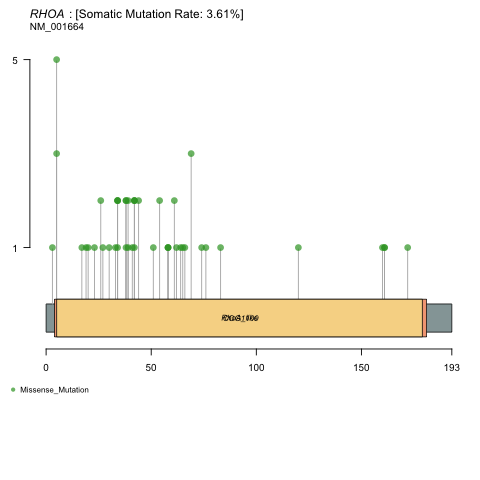 RHOA : [Somatic Mutation Rate: 3.61%]
NM_001664
5
1
0 50 100 150 193
Missense_Mutation